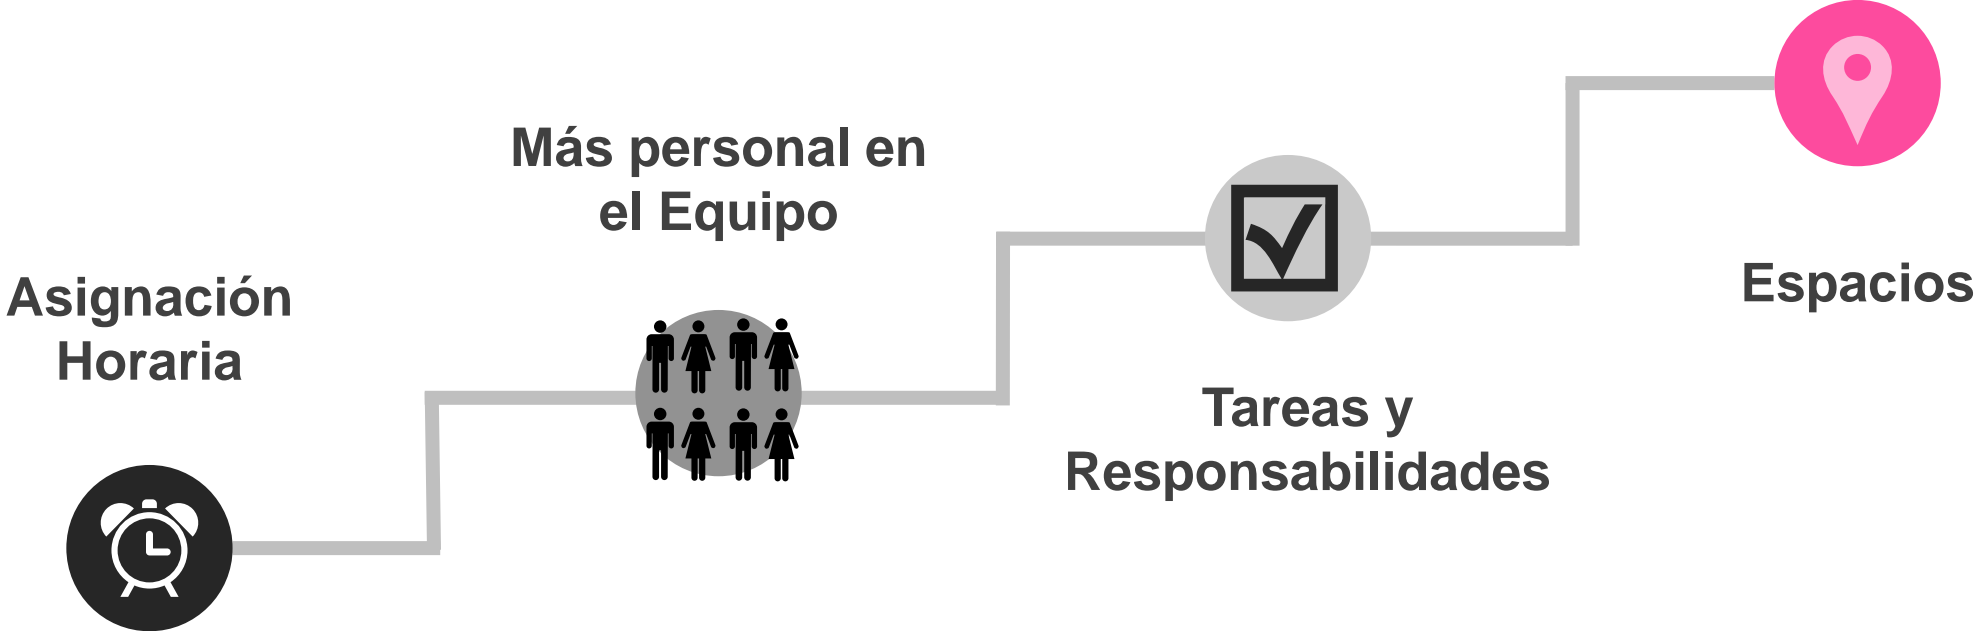 Asignación
Horaria
Más personal en
el Equipo
Tareas y
Responsabilidades
Espacios